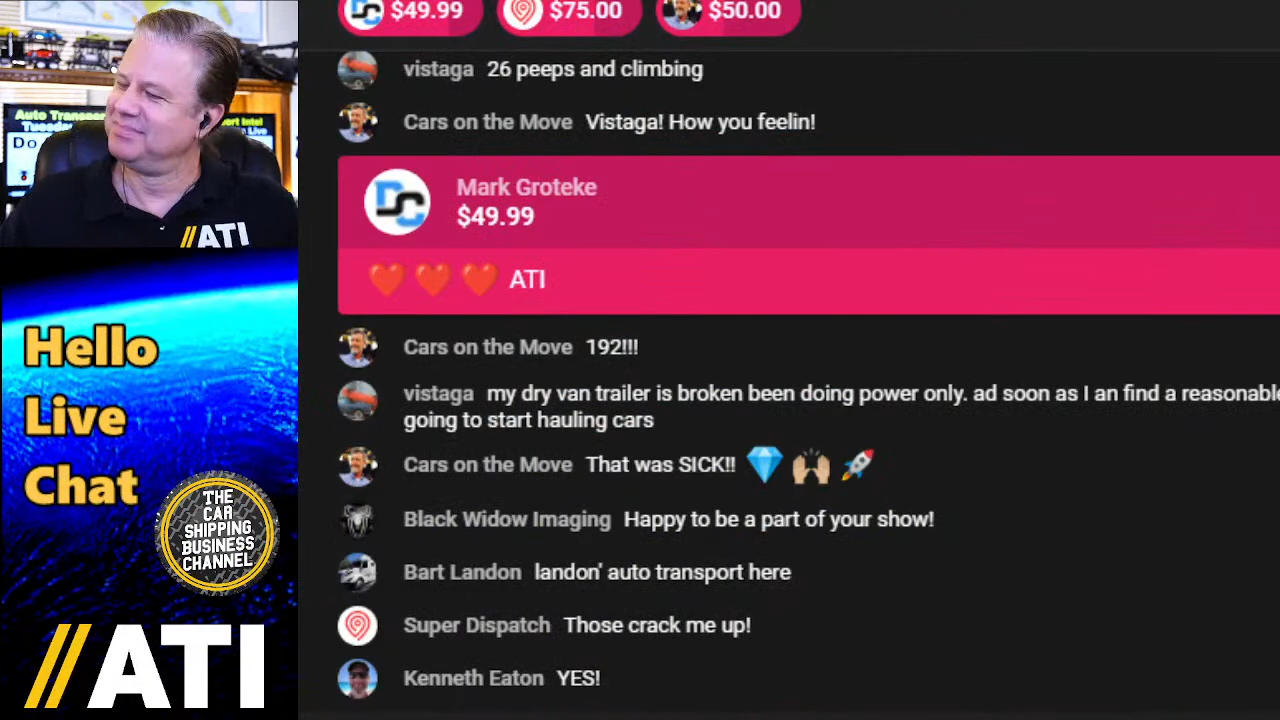 $49.99
$75.00
$50.00
vistaga 26 peeps and climbing
Cars on the Move Vistaga! How you feelin!
Mark Groteke
$49.99
❤️ ❤️ ❤️ ATI
Cars on the Move 192!!!
vistaga my dry van trailer is broken been doing power only. ad soon as I an find a reasonable
going to start hauling cars
Cars on the Move That was SICK!! 💎 🙌🏼 🚀
Black Widow Imaging Happy to be a part of your show!
Bart Landon landon' auto transport here
Super Dispatch Those crack me up!
Kenneth Eaton YES!
//ATI
Hello
Live
Chat
THE
CAR
SHIPPING
BUSINESS
CHANNEL
//ATI